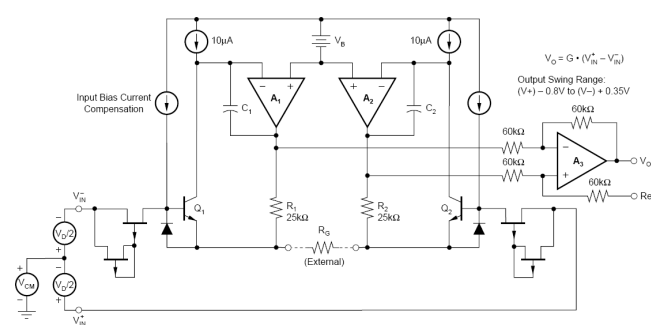 10μA
V_B
10μA
V_O = G • (V_IN^+ − V_IN^−)
Output Swing Range:
(V+) − 0.8V to (V−) + 0.35V
Input Bias Current
Compensation
C_1
A_1
A_2
C_2
60kΩ
60kΩ
60kΩ
60kΩ
A_3
V_O
Re
Q_1
R_1
25kΩ
R_2
25kΩ
Q_2
R_G
(External)
V_IN^−
V_D/2
V_CM
V_D/2
V_IN^+